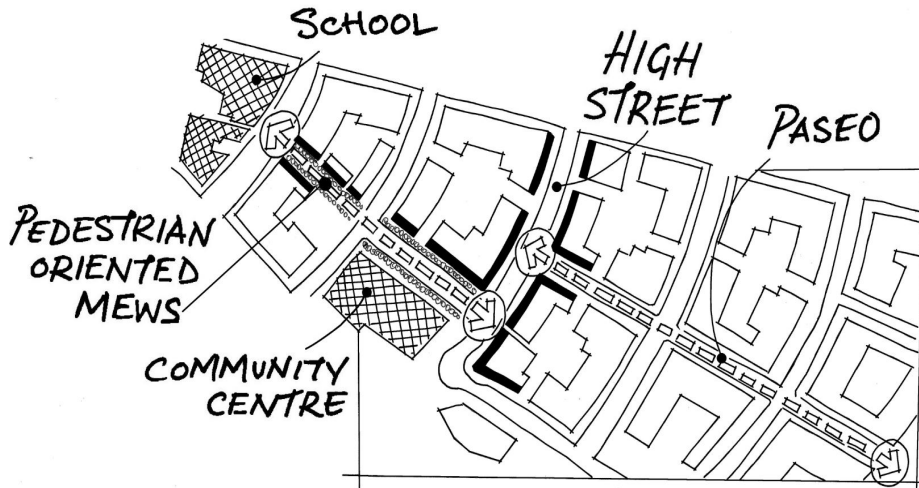 SCHOOL
HIGH
STREET
PASEO
PEDESTRIAN
ORIENTED
MEWS
COMMUNITY
CENTRE